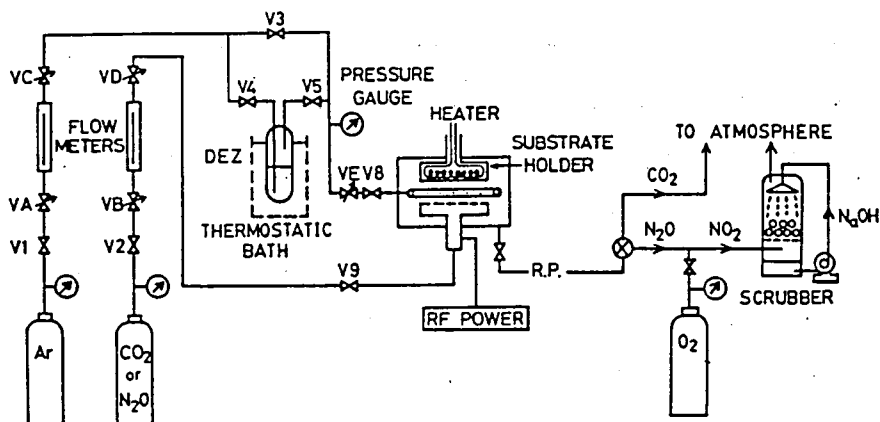 V3
VC
VD
V4
V5
PRESSURE
GAUGE
HEATER
TO ATMOSPHERE
FLOW
METERS
DEZ
SUBSTRATE
HOLDER
CO2
VA
VB
VE
V8
N2O
NO2
NaOH
THERMOSTATIC
BATH
V1
V2
V9
R.P.
SCRUBBER
RF POWER
Ar
CO2
or
N2O
O2